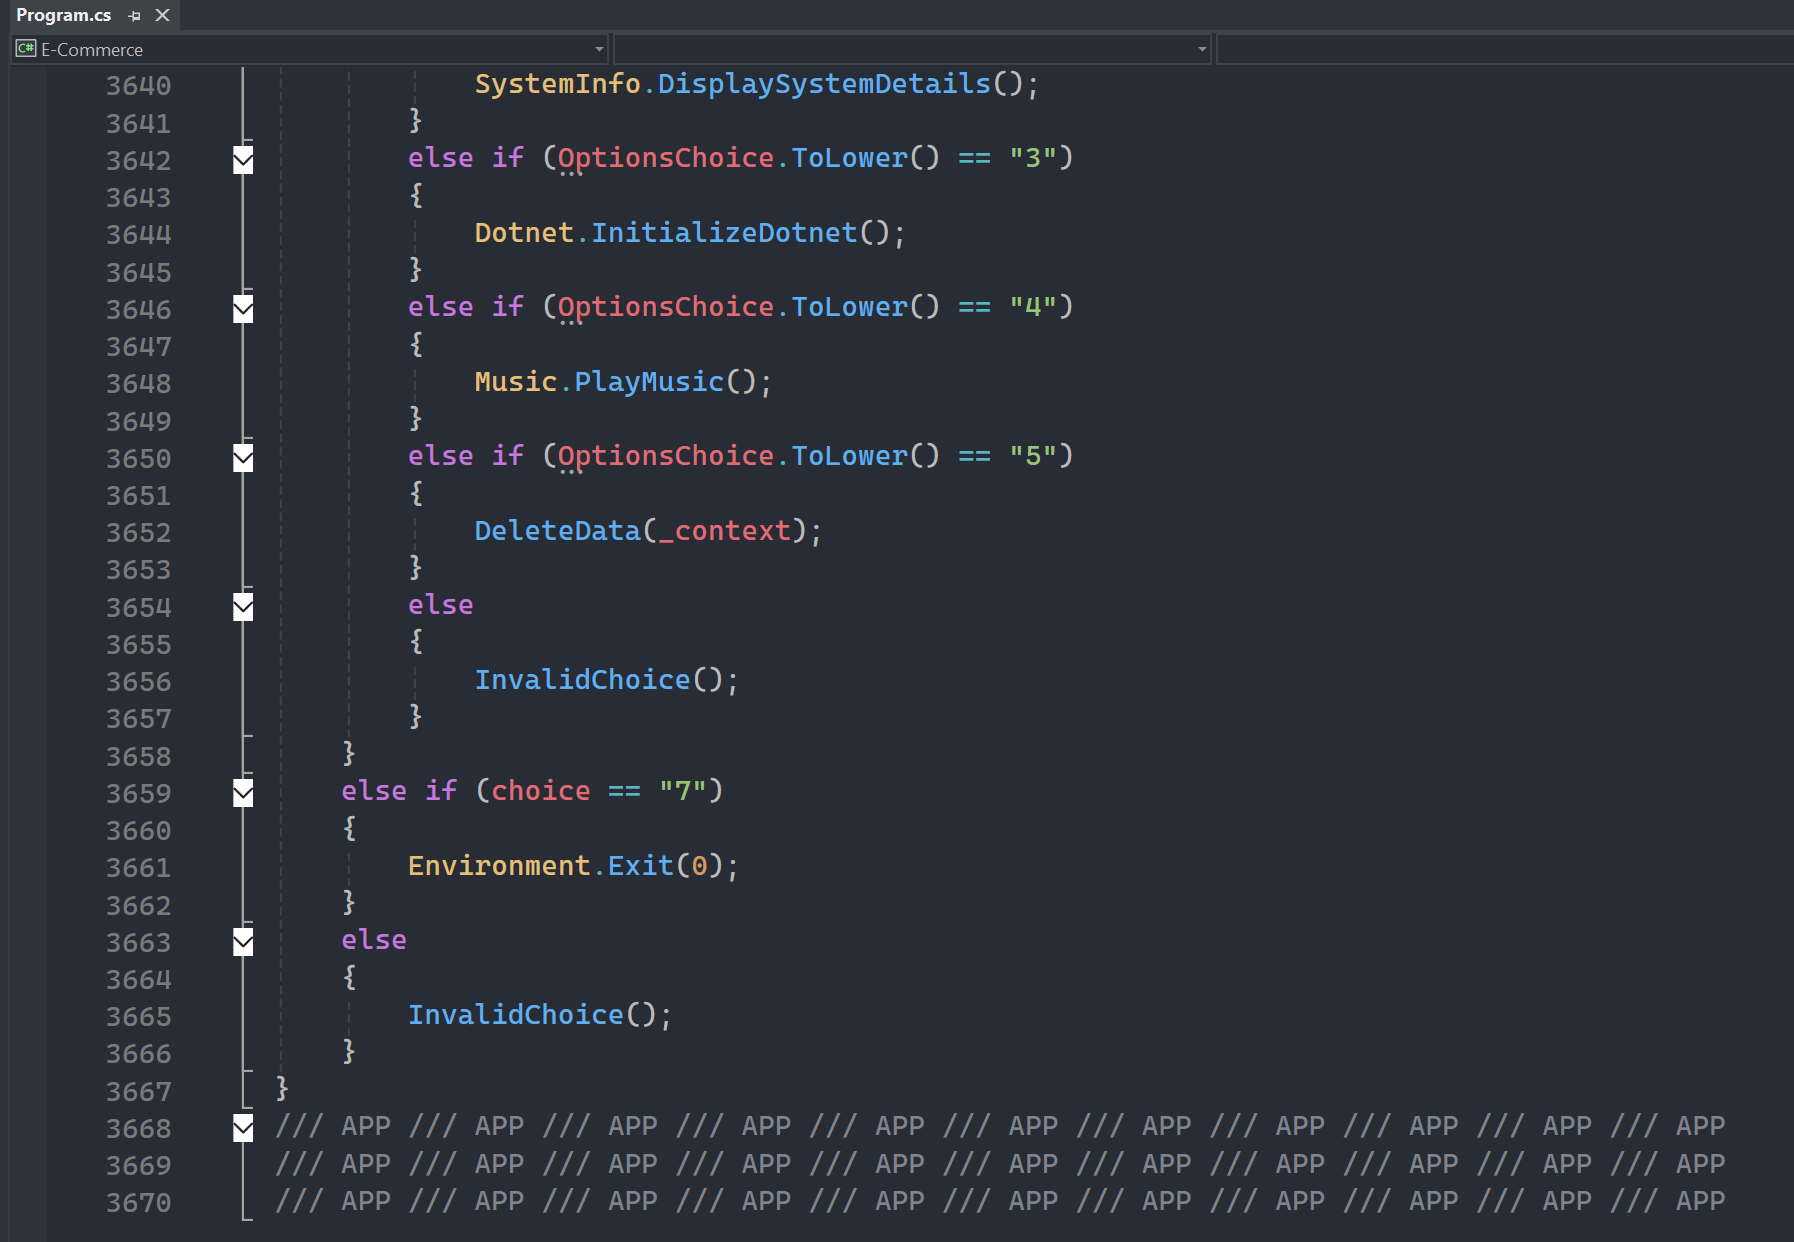 Program.cs
C# E-Commerce
3640 SystemInfo.DisplaySystemDetails();
3641 }
3642 else if (OptionsChoice.ToLower() == "3")
3643 {
3644 Dotnet.InitializeDotnet();
3645 }
3646 else if (OptionsChoice.ToLower() == "4")
3647 {
3648 Music.PlayMusic();
3649 }
3650 else if (OptionsChoice.ToLower() == "5")
3651 {
3652 DeleteData(_context);
3653 }
3654 else
3655 {
3656 InvalidChoice();
3657 }
3658 }
3659 else if (choice == "7")
3660 {
3661 Environment.Exit(0);
3662 }
3663 else
3664 {
3665 InvalidChoice();
3666 }
3667 }
3668 /// APP /// APP /// APP /// APP /// APP /// APP /// APP /// APP /// APP /// APP /// APP
3669 /// APP /// APP /// APP /// APP /// APP /// APP /// APP /// APP /// APP /// APP /// APP
3670 /// APP /// APP /// APP /// APP /// APP /// APP /// APP /// APP /// APP /// APP /// APP